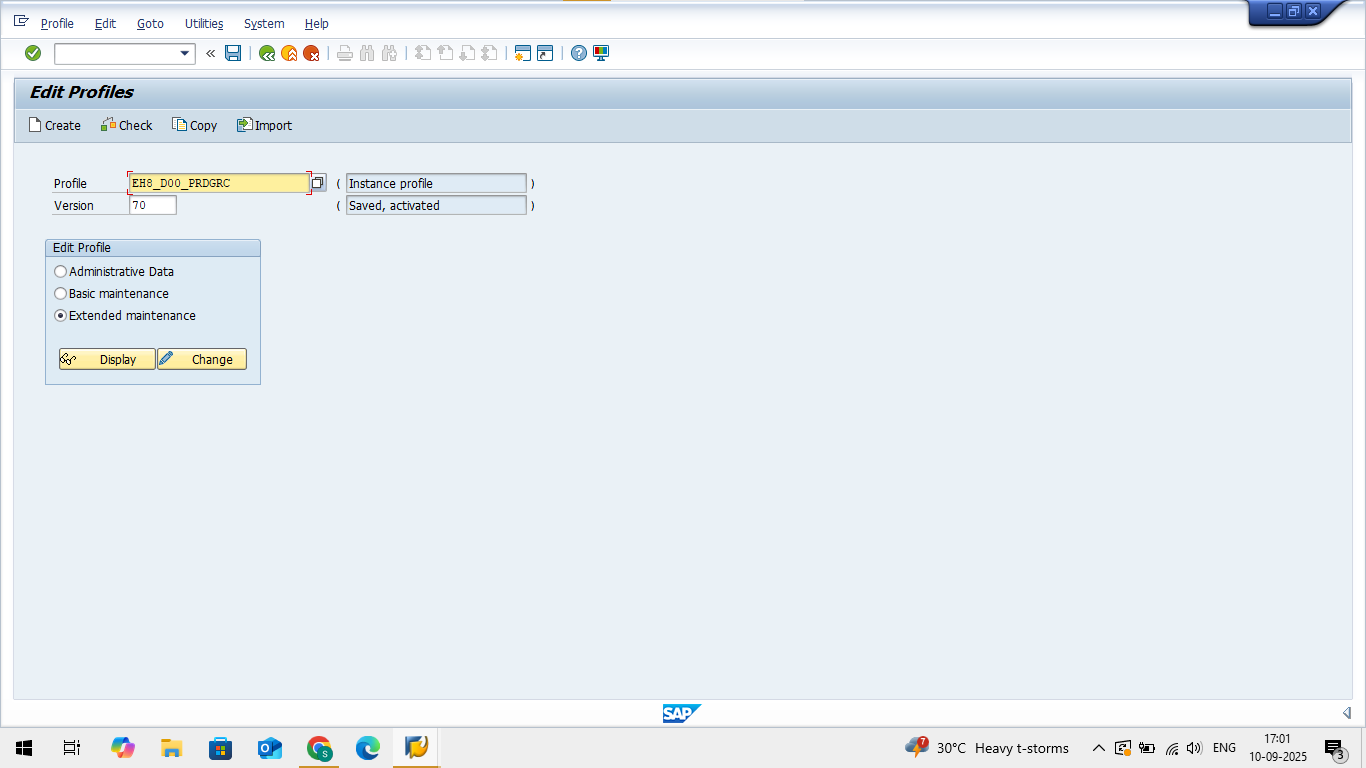 Profile Edit Goto Utilities System Help
Edit Profiles
Create Check Copy Import
Profile EH8_D00_PRDGRC ( Instance profile )
Version 70 ( Saved, activated )
Edit Profile
Administrative Data
Basic maintenance
Extended maintenance
Display Change
SAP
30°C Heavy t-storms ENG 17:01
10-09-2025
7
S
3